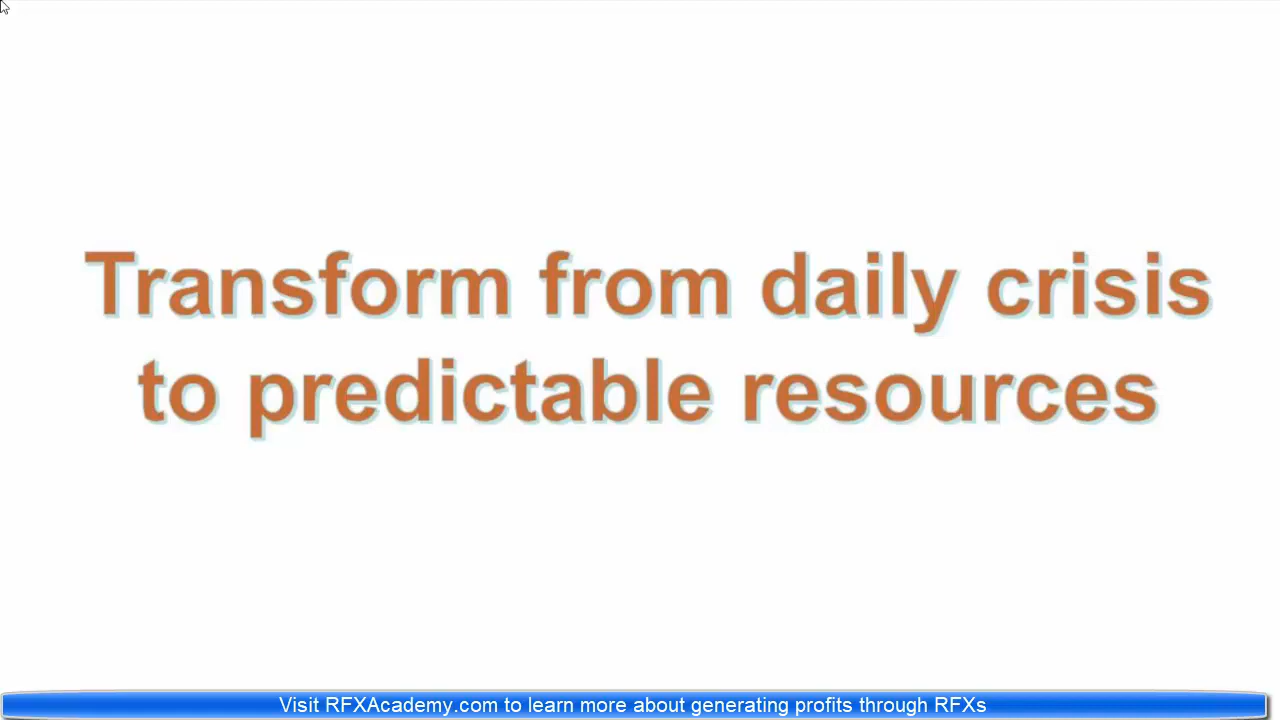 Transform from daily crisis
to predictable resources
Visit RFXAcademy.com to learn more about generating profits through RFXs